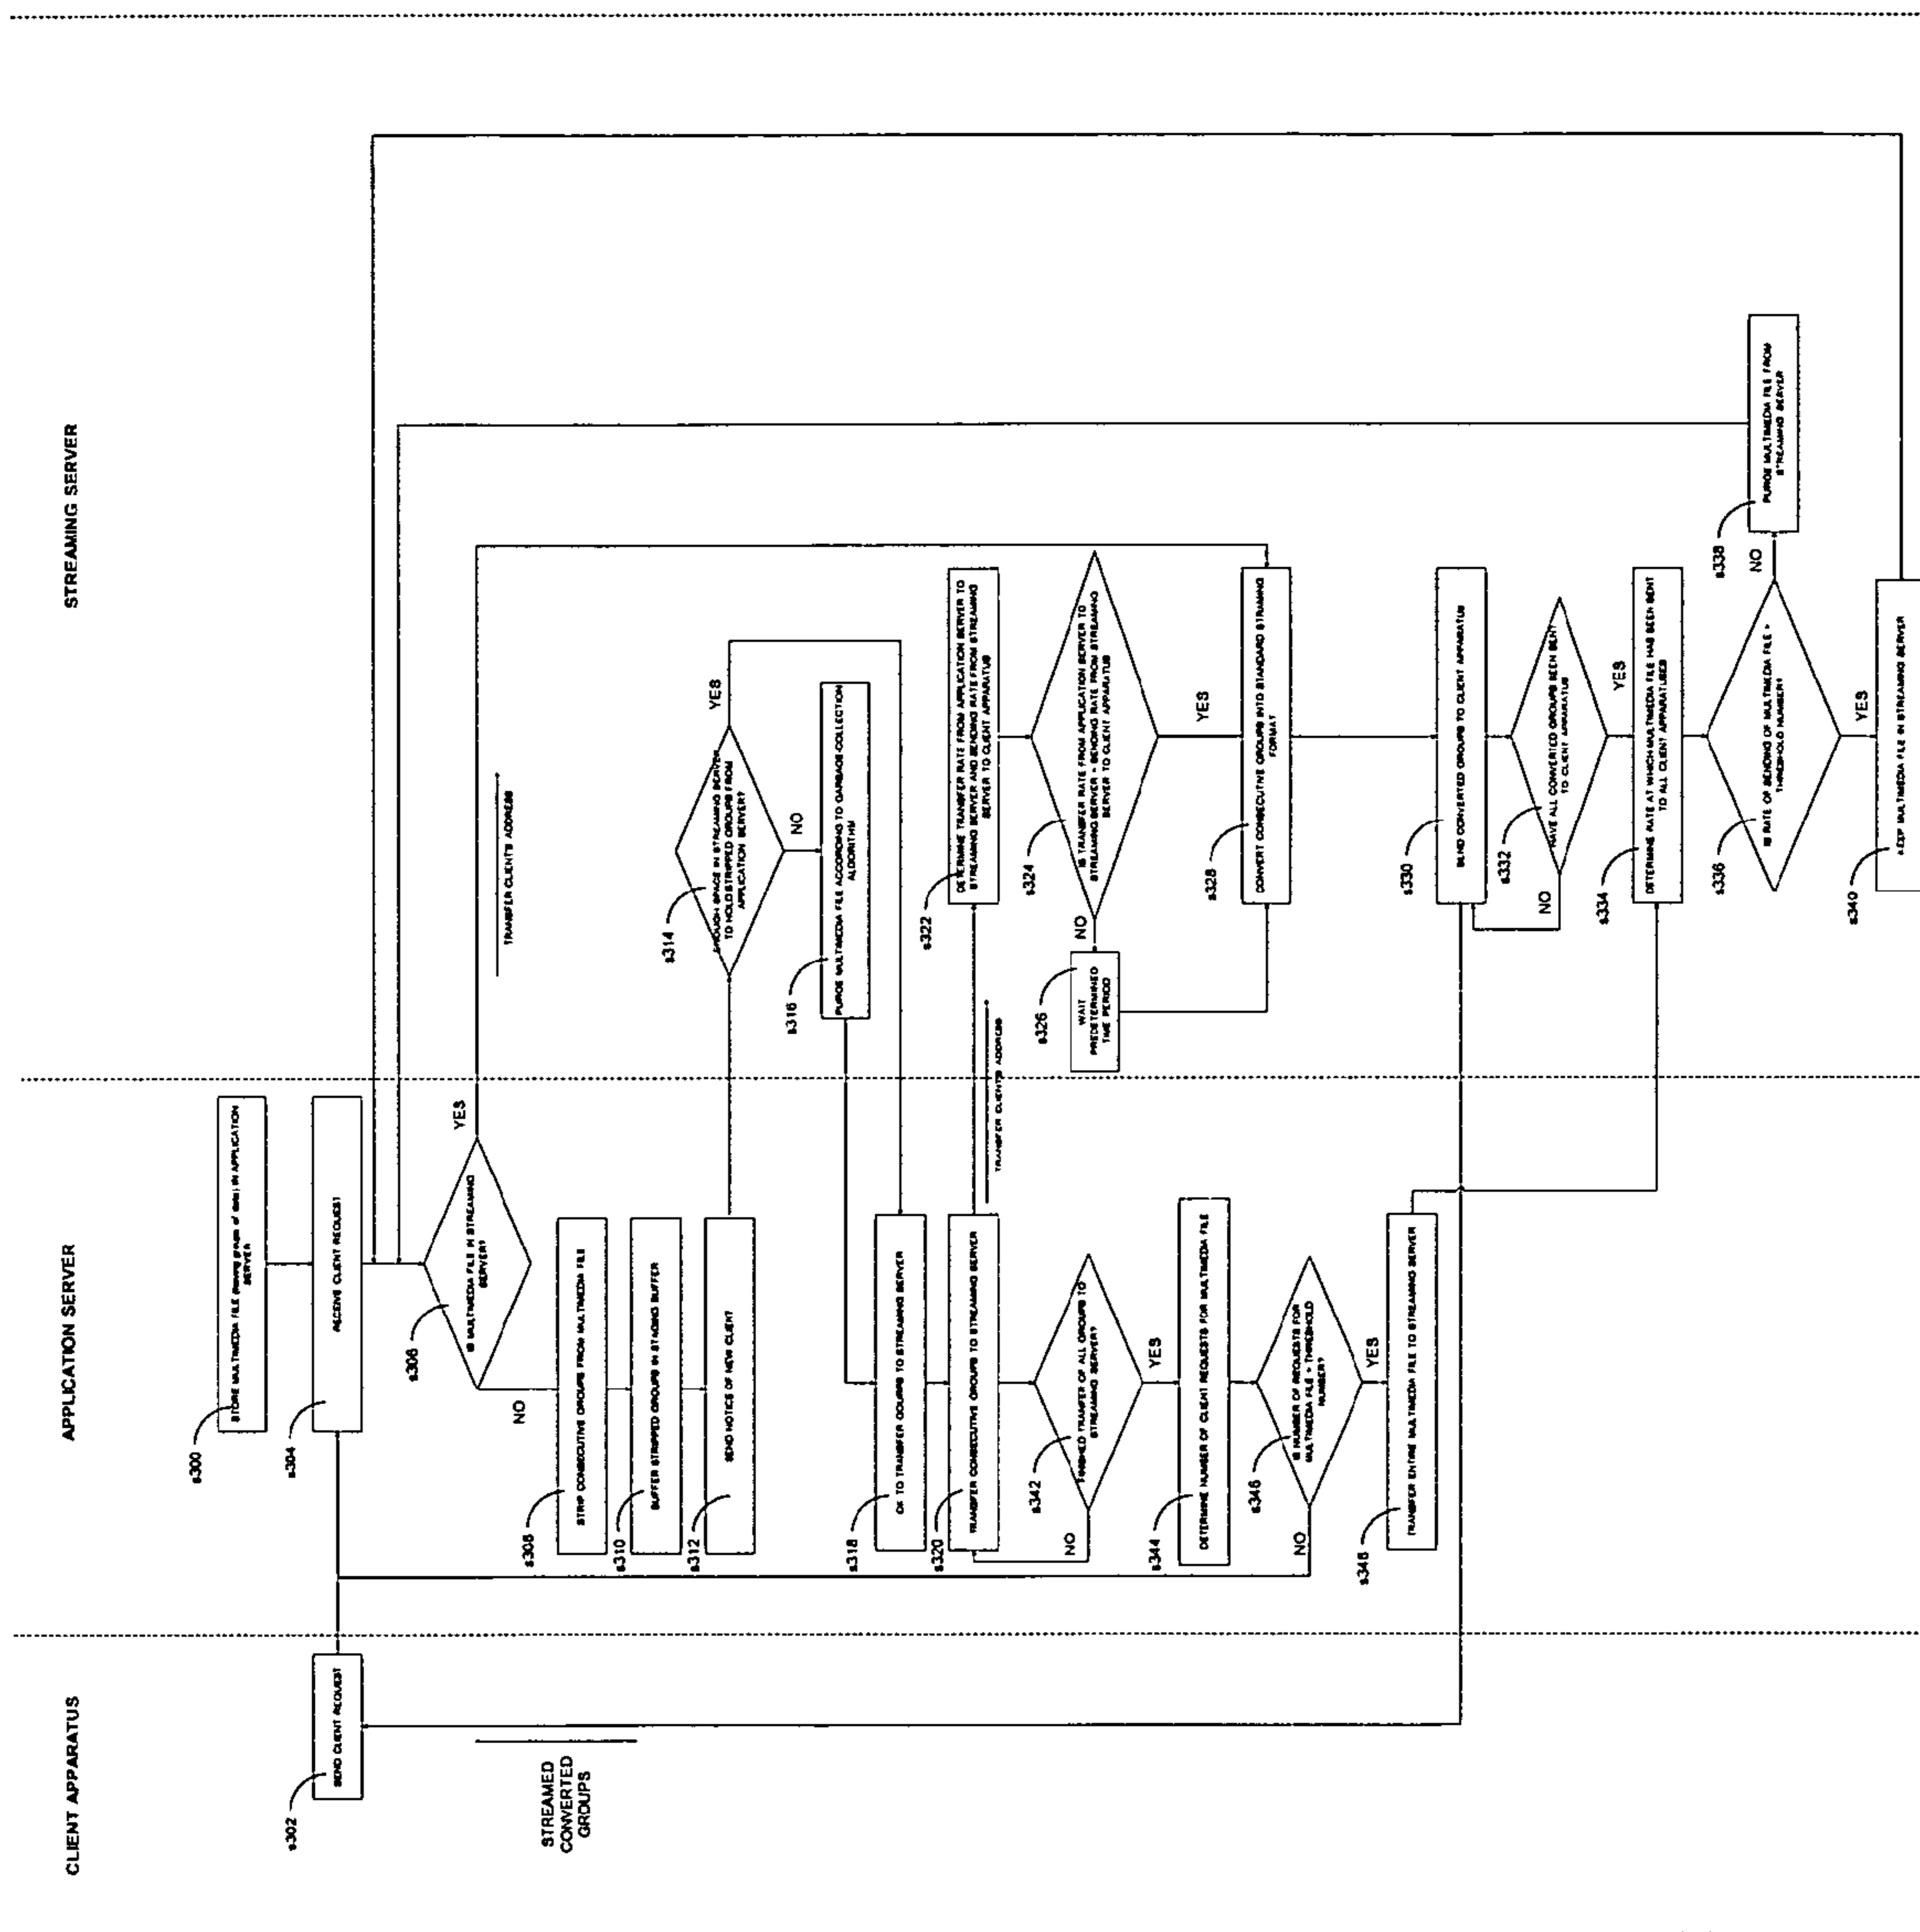 CLIENT APPARATUS
APPLICATION SERVER
STREAMING SERVER
s300
STORE MULTIMEDIA FILE (having groups of data) IN APPLICATION
SERVER
s302
SEND CLIENT REQUEST
s304
RECEIVE CLIENT REQUEST
s306
IS MULTIMEDIA FILE IN STREAMING
SERVER?
YES
NO
TRANSFER CLIENT'S ADDRESS
STREAMED
CONVERTED
GROUPS
s308
STRIP CONSECUTIVE GROUPS FROM MULTIMEDIA FILE
s310
BUFFER STRIPPED GROUPS IN STAGING BUFFER
s312
SEND NOTICE OF NEW CLIENT
s314
ENOUGH SPACE IN STREAMING SERVER
TO HOLD STRIPPED GROUPS FROM
APPLICATION SERVER?
YES
NO
s316
PURGE MULTIMEDIA FILE ACCORDING TO GARBAGE-COLLECTION
ALGORITHM
s318
OK TO TRANSFER GROUPS TO STREAMING SERVER
s320
TRANSFER CONSECUTIVE GROUPS TO STREAMING SERVER
TRANSFER CLIENT'S ADDRESS
s322
DETERMINE TRANSFER RATE FROM APPLICATION SERVER TO
STREAMING SERVER AND SENDING RATE FROM STREAMING
SERVER TO CLIENT APPARATUS
s324
IS TRANSFER RATE FROM APPLICATION SERVER TO
STREAMING SERVER > SENDING RATE FROM STREAMING
SERVER TO CLIENT APPARATUS
NO
YES
s326
WAIT
PREDETERMINED
TIME PERIOD
s328
CONVERT CONSECUTIVE GROUPS INTO STANDARD STRAMING
FORMAT
s330
SEND CONVERTED GROUPS TO CLIENT APPARATUS
s332
HAVE ALL CONVERTED GROUPS BEEN SENT
TO CLIENT APPARATUS
NO
YES
s334
DETERMINE RATE AT WHICH MULTIMEDIA FILE HAS BEEN SENT
TO ALL CLIENT APPARATUSES
s336
IS RATE OF SENDING OF MULTIMEDIA FILE >
THRESHOLD NUMBER?
NO
YES
s338
PURGE MULTIMEDIA FILE FROM
STREAMING SERVER
s340
KEEP MULTIMEDIA FILE IN STREAMING SERVER
s342
FINISHED TRANSFER OF ALL GROUPS TO
STREAMING SERVER?
NO
YES
s344
DETERMINE NUMBER OF CLIENT REQUESTS FOR MULTIMEDIA FILE
s346
IS NUMBER OF REQUESTS FOR
MULTIMEDIA FILE > THRESHOLD
NUMBER?
NO
YES
s348
TRANSFER ENTIRE MULTIMEDIA FILE TO STREAMING SERVER